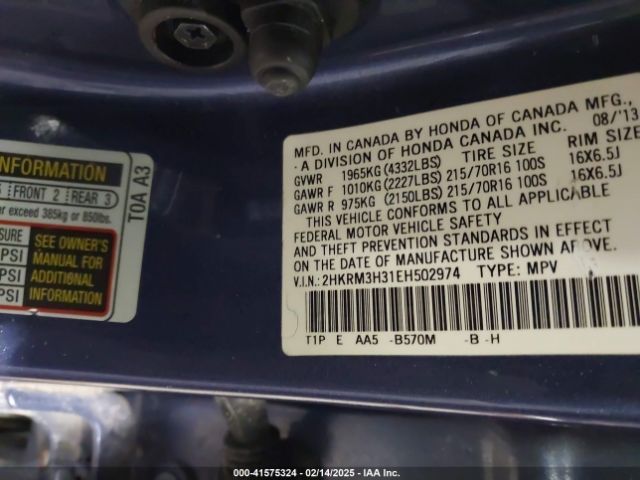 MFD. IN CANADA BY HONDA OF CANADA MFG.,
- A DIVISION OF HONDA CANADA INC. 08/'13
GVWR 1965KG (4332LBS) TIRE SIZE RIM SIZE
GAWR F 1010KG (2227LBS) 215/70R16 100S 16X6.5J
GAWR R 975KG (2150LBS) 215/70R16 100S 16X6.5J
THIS VEHICLE CONFORMS TO ALL APPLICABLE
FEDERAL MOTOR VEHICLE SAFETY
AND THEFT PREVENTION STANDARDS IN EFFECT
ON THE DATE OF MANUFACTURE SHOWN ABOVE.
V.I.N.: 2HKRM3H31EH502974 TYPE: MPV
T1P E AA5 -B570M -B -H
INFORMATION
5 FRONT 2 REAR 3
er exceed 385kg or 850lbs.
SURE SEE OWNER'S
PSI MANUAL FOR
PSI ADDITIONAL
PSI INFORMATION
T0A A3
000-41575324 | 02/14/2025 | IAA Inc.